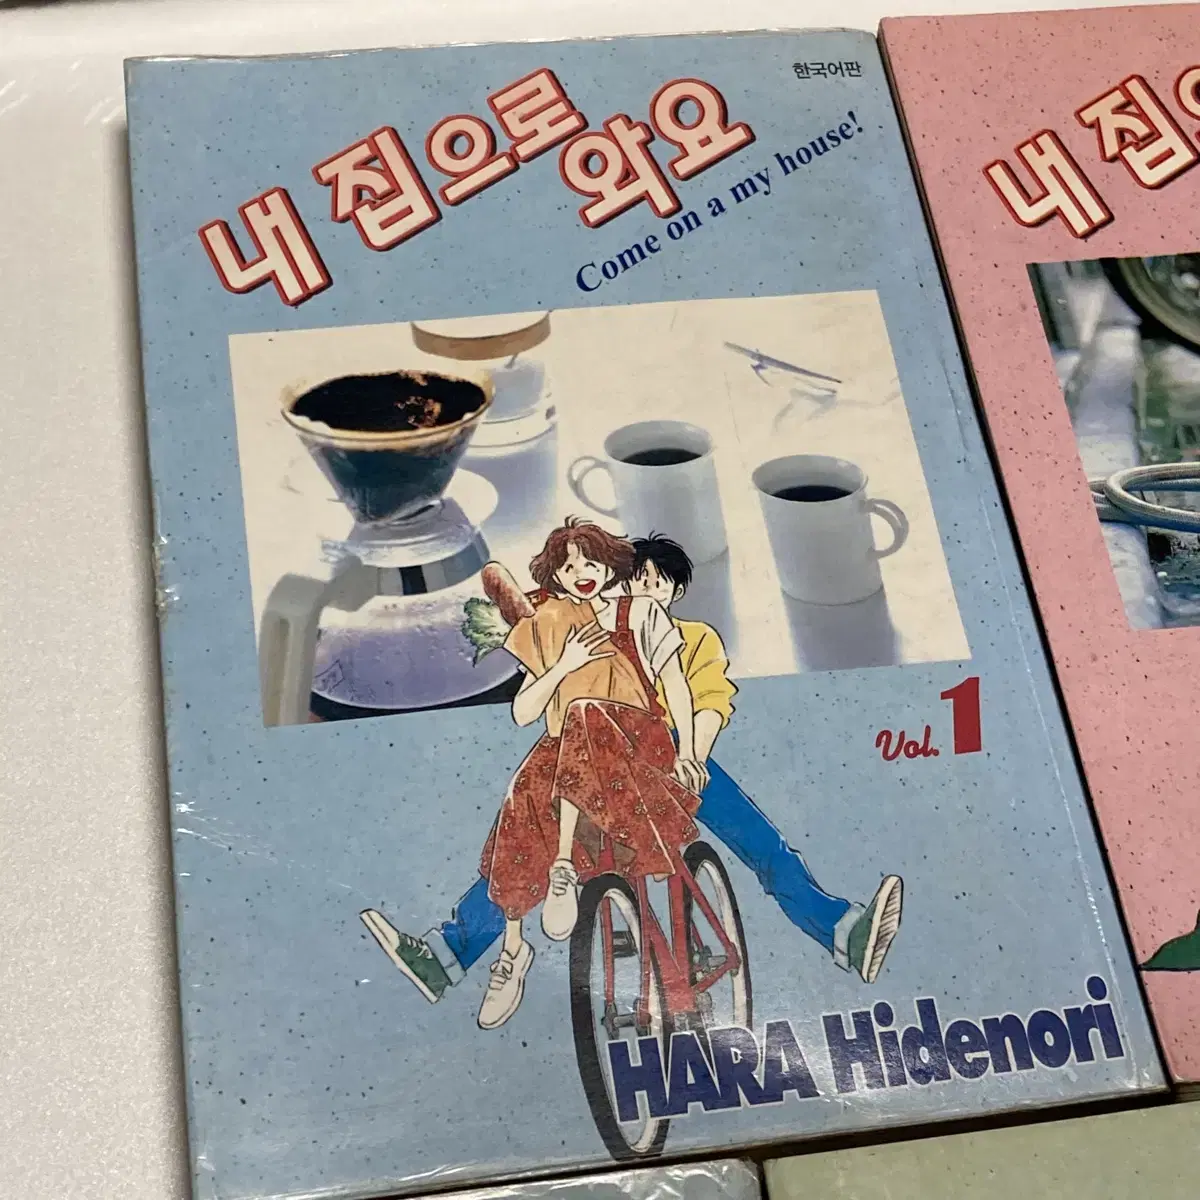 한국어판
내 집으로
와요
Come on a my house!
Vol. 1
HARA Hidenori
내 집